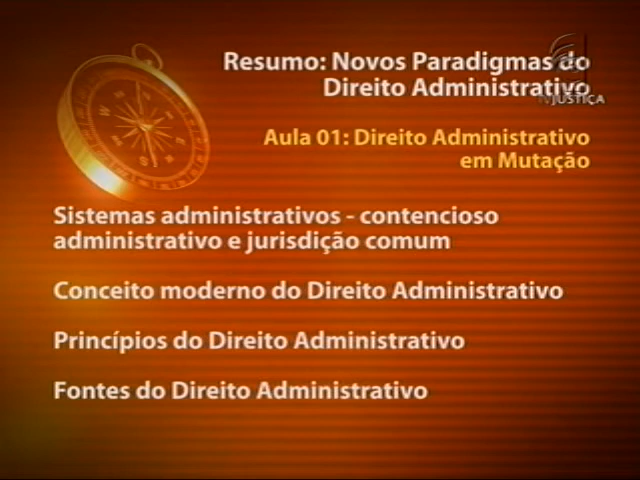 Resumo: Novos Paradigmas do
Direito Administrativo
JUSTIÇA
Aula 01: Direito Administrativo
em Mutação
Sistemas administrativos - contencioso
administrativo e jurisdição comum
Conceito moderno do Direito Administrativo
Princípios do Direito Administrativo
Fontes do Direito Administrativo